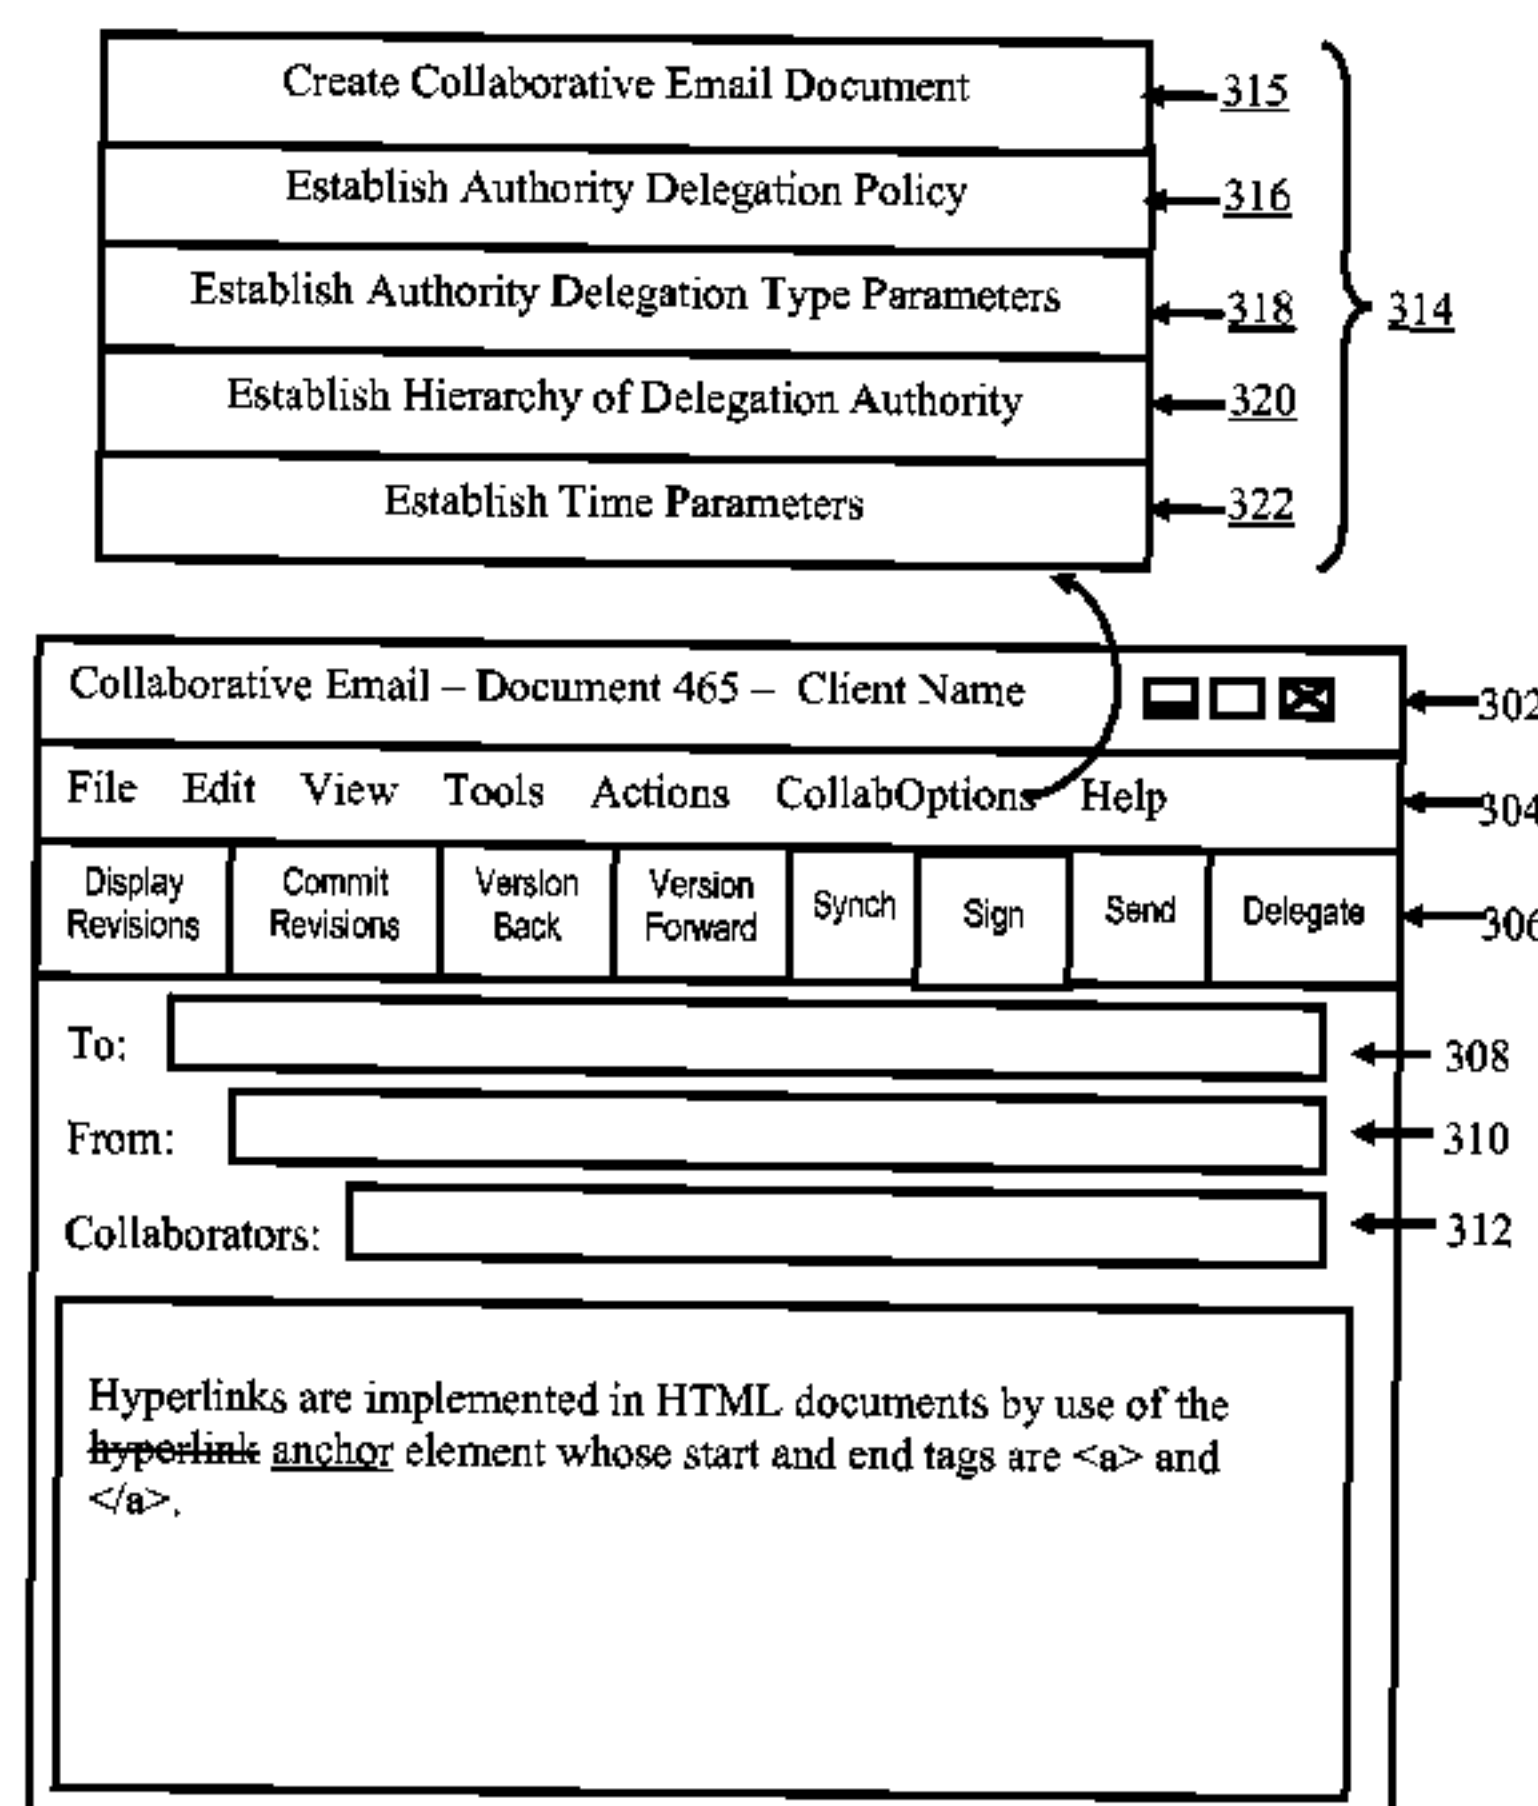 Create Collaborative Email Document 315
Establish Authority Delegation Policy 316
Establish Authority Delegation Type Parameters 318
314
Establish Hierarchy of Delegation Authority 320
Establish Time Parameters 322
Collaborative Email – Document 465 – Client Name 302
File Edit View Tools Actions CollabOptions Help 304
Display Revisions Commit Revisions Version Back Version Forward Synch Sign Send Delegate 306
To: 308
From: 310
Collaborators: 312
Hyperlinks are implemented in HTML documents by use of the
hyperlink anchor element whose start and end tags are <a> and
</a>.